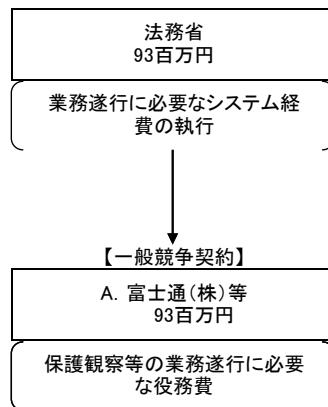 法務省
93百万円
業務遂行に必要なシステム経
費の執行
【一般競争契約】
A. 富士通(株)等
93百万円
保護観察等の業務遂行に必要
な役務費